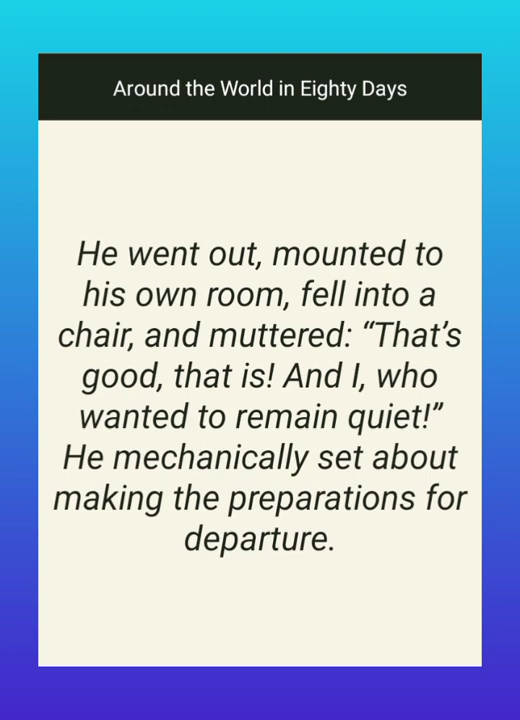 Around the World in Eighty Days
He went out, mounted to
his own room, fell into a
chair, and muttered: “That’s
good, that is! And I, who
wanted to remain quiet!”
He mechanically set about
making the preparations for
departure.